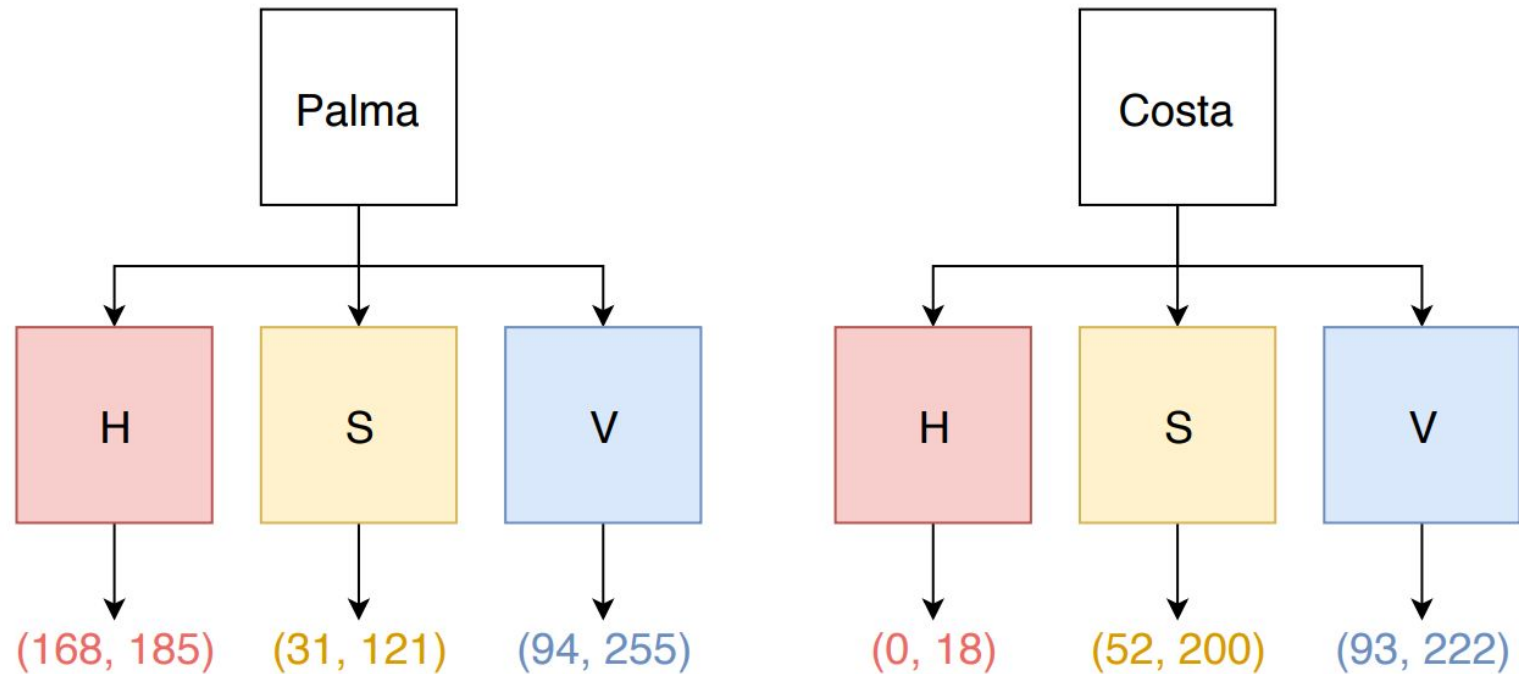 Palma
Costa
H
S
V
H
S
V
(168, 185)
(31, 121)
(94, 255)
(0, 18)
(52, 200)
(93, 222)